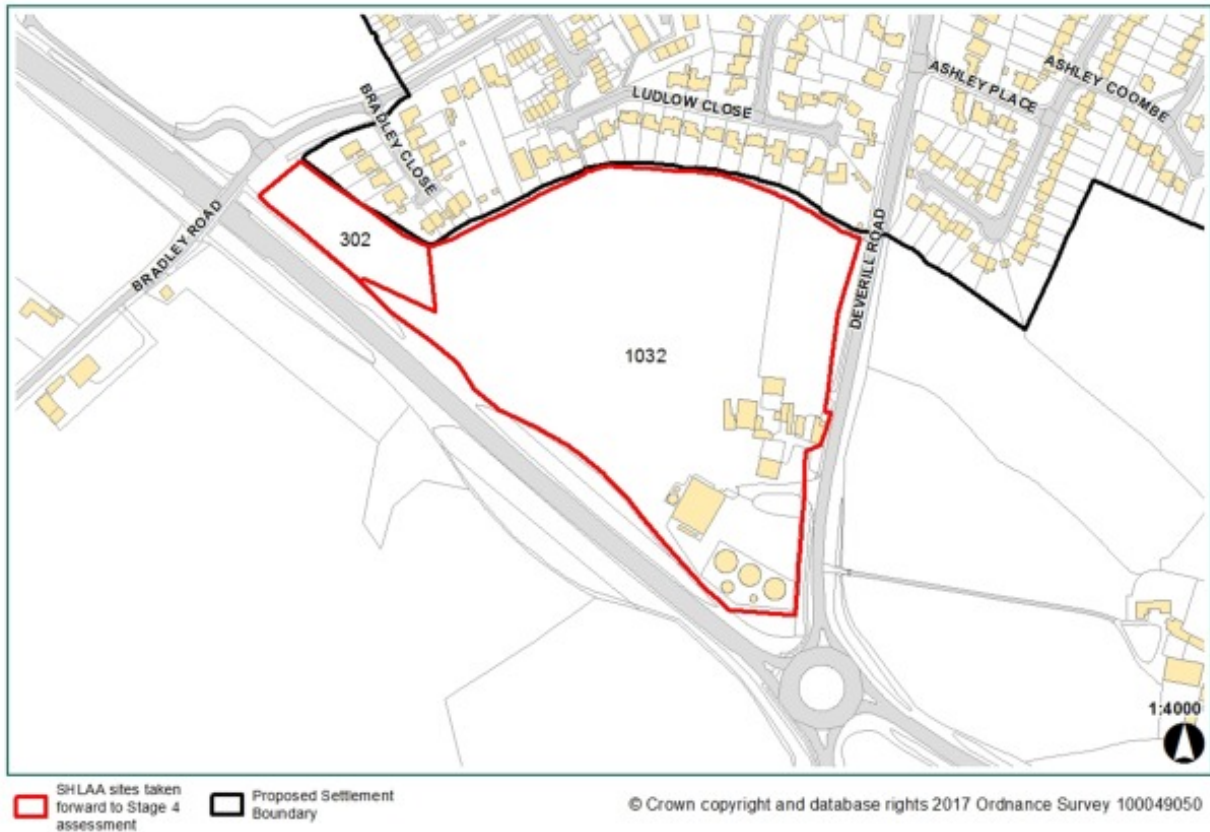 ASHLEY COOMBE
ASHLEY PLACE
LUDLOW CLOSE
BRADLEY CLOSE
BRADLEY ROAD
DEVERILL ROAD
302
1032
1:4000
SHLAA sites taken
forward to Stage 4
assessment
Proposed Settlement
Boundary
© Crown copyright and database rights 2017 Ordnance Survey 100049050